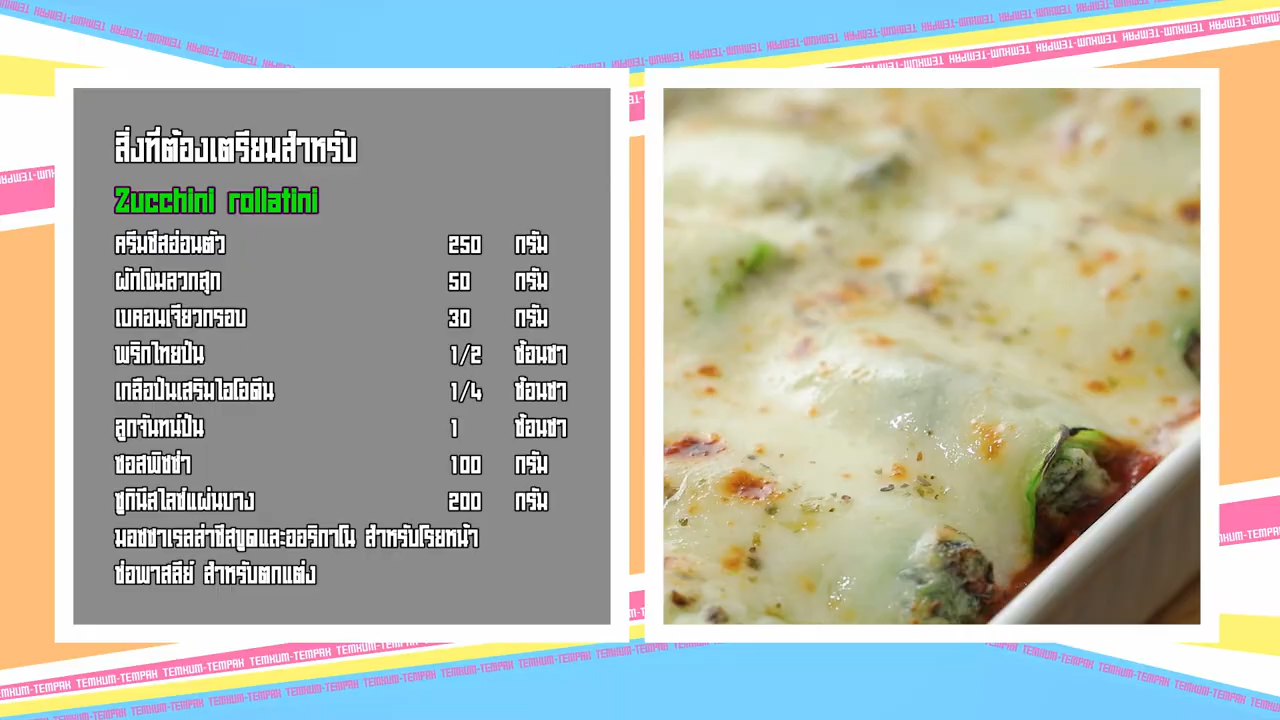 สิ่งที่ต้องเตรียมสำหรับ
Zucchini rollatini
ครีมชีสอ่อนตัว 250 กรัม
ผักโขมลวกสุก 50 กรัม
เบคอนเจียวกรอบ 30 กรัม
พริกไทยป่น 1/2 ช้อนชา
เกลือป่นเสริมไอโอดีน 1/4 ช้อนชา
ลูกจันทน์ป่น 1 ช้อนชา
ซอสพิซซ่า 100 กรัม
ซูกินีสไลซ์แผ่นบาง 200 กรัม
มอซซาเรลล่าชีสขูดและออริกาโน สำหรับโรยหน้า
ช่อพาสลีย์ สำหรับตกแต่ง
TEMHUM-TEMPAK TEMHUM-TEMPAK TEMHUM-TEMPAK TEMHUM-TEMPAK